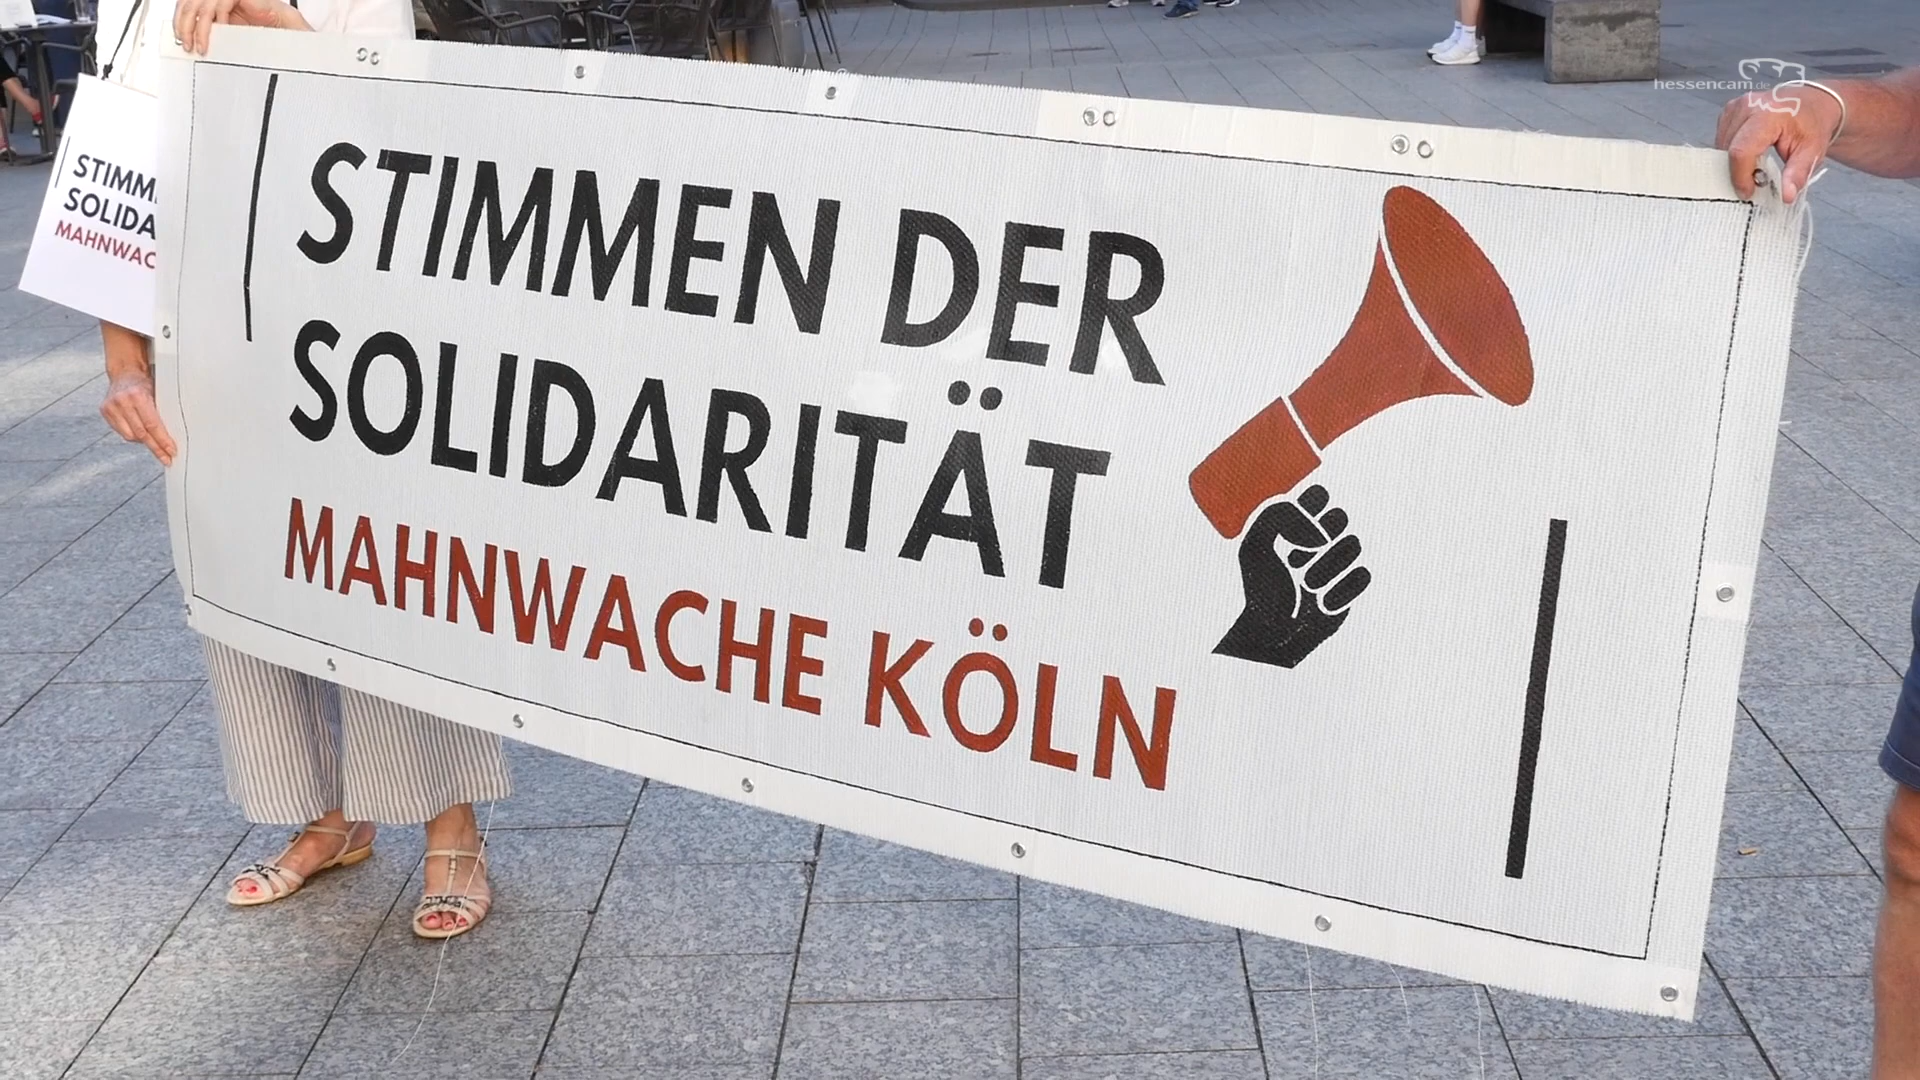 STIMMEN DER
SOLIDARITÄT
MAHNWACHE KÖLN
STIMM
SOLIDA
MAHNWAC
hessencam.de